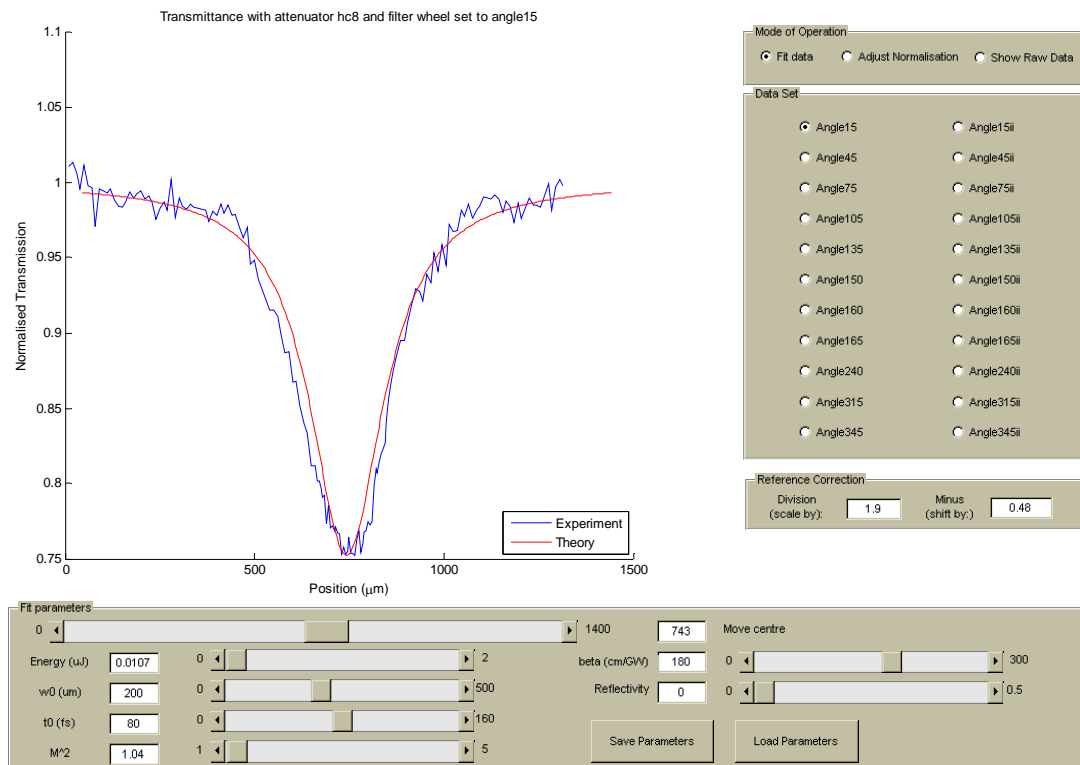 Transmittance with attenuator hc8 and filter wheel set to angle15
1.1
1.05
1
0.95
0.9
0.85
0.8
0.75
Normalised Transmission
0 500 1000 1500
Position (μm)
Experiment
Theory
Mode of Operation
Fit data Adjust Normalisation Show Raw Data
Data Set
Angle15 Angle15ii
Angle45 Angle45ii
Angle75 Angle75ii
Angle105 Angle105ii
Angle135 Angle135ii
Angle150 Angle150ii
Angle160 Angle160ii
Angle165 Angle165ii
Angle240 Angle240ii
Angle315 Angle315ii
Angle345 Angle345ii
Reference Correction
Division (scale by): 1.9 Minus (shift by:) 0.48
Fit parameters
0 1400 743 Move centre
Energy (uJ) 0.0107 0 2 beta (cm/GW) 180 0 300
w0 (um) 200 0 500 Reflectivity 0 0 0.5
t0 (fs) 80 0 160
M^2 1.04 1 5
Save Parameters Load Parameters